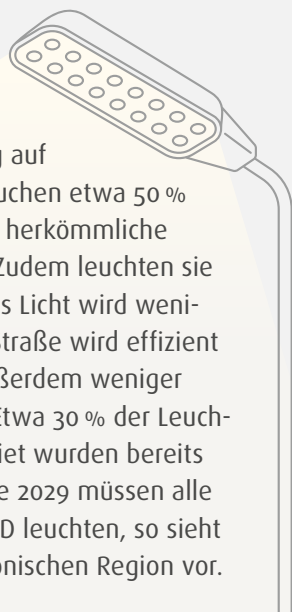 auf
etwa 50 %
herkömmliche
Zudem leuchten sie
s Licht wird weni-
traße wird effizient
ßerdem weniger
Etwa 30 % der Leuch-
iet wurden bereits
e 2029 müssen alle
D leuchten, so sieht
onischen Region vor.